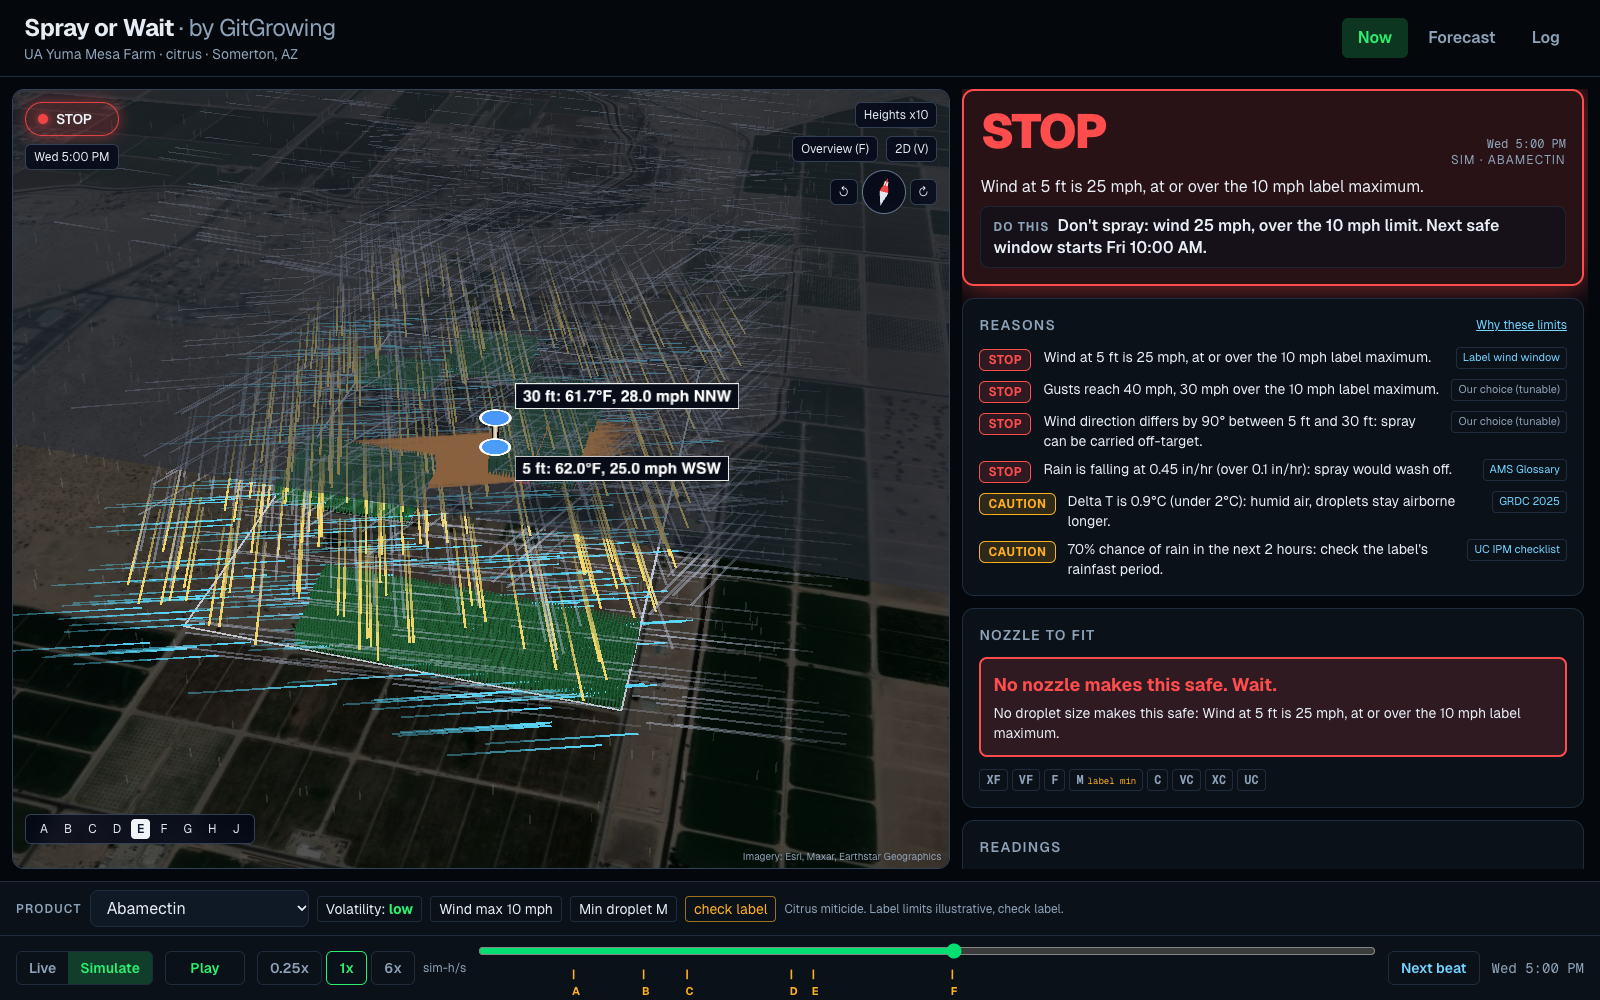 Spray or Wait · by GitGrowing
UA Yuma Mesa Farm · citrus · Somerton, AZ
Now
Forecast
Log
STOP
Wed 5:00 PM
Heights x10
Overview (F)
2D (V)
30 ft: 61.7°F, 28.0 mph NNW
5 ft: 62.0°F, 25.0 mph WSW
A B C D E F G H J
Imagery: Esri, Maxar, Earthstar Geographics
STOP
Wed 5:00 PM
SIM · ABAMECTIN
Wind at 5 ft is 25 mph, at or over the 10 mph label maximum.
DO THIS Don't spray: wind 25 mph, over the 10 mph limit. Next safe
window starts Fri 10:00 AM.
REASONS
Why these limits
STOP Wind at 5 ft is 25 mph, at or over the 10 mph label maximum. Label wind window
STOP Gusts reach 40 mph, 30 mph over the 10 mph label maximum. Our choice (tunable)
STOP Wind direction differs by 90° between 5 ft and 30 ft: spray Our choice (tunable)
can be carried off-target.
STOP Rain is falling at 0.45 in/hr (over 0.1 in/hr): spray would wash off. AMS Glossary
CAUTION Delta T is 0.9°C (under 2°C): humid air, droplets stay airborne GRDC 2025
longer.
CAUTION 70% chance of rain in the next 2 hours: check the label's UC IPM checklist
rainfast period.
NOZZLE TO FIT
No nozzle makes this safe. Wait.
No droplet size makes this safe: Wind at 5 ft is 25 mph, at or over the 10 mph label
maximum.
XF VF F M label min C VC XC UC
READINGS
PRODUCT Abamectin Volatility: low Wind max 10 mph Min droplet M check label Citrus miticide. Label limits illustrative, check label.
Live Simulate Play 0.25x 1x 6x sim-h/s Next beat Wed 5:00 PM
A B C D E F